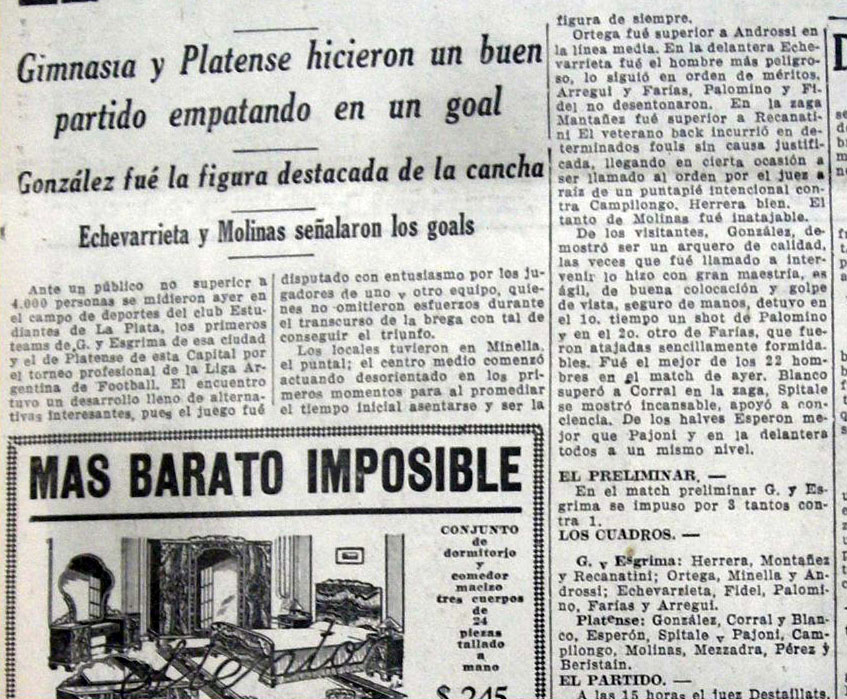 Gimnasia y Platense hicieron un buen
partido empatando en un goal
González fué la figura destacada de la cancha
Echevarrieta y Molinas señalaron los goals
Ante un público no superior a
4.000 personas se midieron ayer en
el campo de deportes del club Estu-
diantes de La Plata, los primeros
teams de G. y Esgrima de esa ciudad
y el de Platense de esta Capital por
el torneo profesional de la Liga Ar-
gentina de Football. El encuentro
tuvo un desarrollo lleno de alterna-
tivas interesantes, pues el juego fué
disputado con entusiasmo por los ju-
gadores de uno y otro equipo, quie-
nes no omitieron esfuerzos durante
el transcurso de la brega con tal de
conseguir el triunfo.
Los locales tuvieron en Minella,
el puntal; el centro medio comenzó
actuando desorientado en los pri-
meros momentos para al promediar
el tiempo inicial asentarse y ser la
figura de siempre.
Ortega fué superior a Androssi en
la línea media. En la delantera Eche-
varrieta fué el hombre más peligro-
so, lo siguió en orden de méritos,
Arregui y Farías, Palomino y Fi-
del no desentonaron. En la zaga
Mantañez fué superior a Recanati-
ni El veterano back incurrió en de-
terminados fouls sin causa justifi-
cada, llegando en cierta ocasión a
ser llamado al orden por el juez a
raíz de un puntapié intencional con-
tra Campilongo, Herrera bien. El
tanto de Molinas fué inatajable.
De los visitantes, González, de-
mostró ser un arquero de calidad,
las veces que fué llamado a inter-
venir lo hizo con gran maestría, es
ágil, de buena colocación y golpe
de vista, seguro de manos, detuvo en
el 1o. tiempo un shot de Palomino
y en el 2o. otro de Farías, que fue-
ron atajadas sencillamente formida-
bles. Fué el mejor de los 22 hom-
bres en el match de ayer. Blanco
superó a Corral en la zaga, Spitale
se mostró incansable, apoyó a con-
ciencia. De los halves Esperon me-
jor que Pajoni y en la delantera
todos a un mismo nivel.
EL PRELIMINAR, —
En el match preliminar G. y Es-
grima se impuso por 3 tantos con-
tra 1.
LOS CUADROS. —
G. y Esgrima: Herrera, Montañez
y Recanatini; Ortega, Minella y An-
drossi; Echevarzieta, Fidel, Palomi-
no, Farías y Arregui.
Platense: González, Corral y Blan-
co, Esperón, Spitale y Pajoni, Cam-
pilongo, Molinas, Mezzadra, Pérez y
Beristain.
EL PARTIDO. —
A las 15 horas el juez Destaillats,
MAS BARATO IMPOSIBLE
CONJUNTO
de
dormitorio
y
comedor
macizo
tres cuerpos
de
24
piezas
tallado
a
mano
$ 245